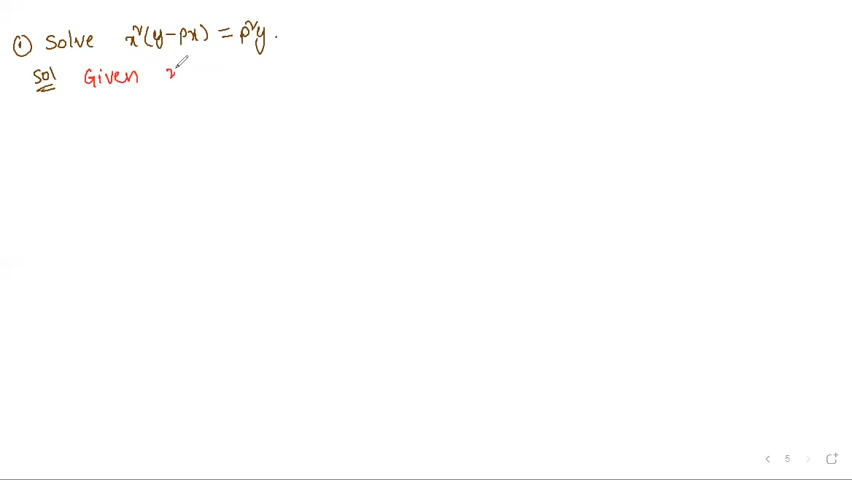 ① Solve x²(y-px) = p²y.
Sol Given x
5